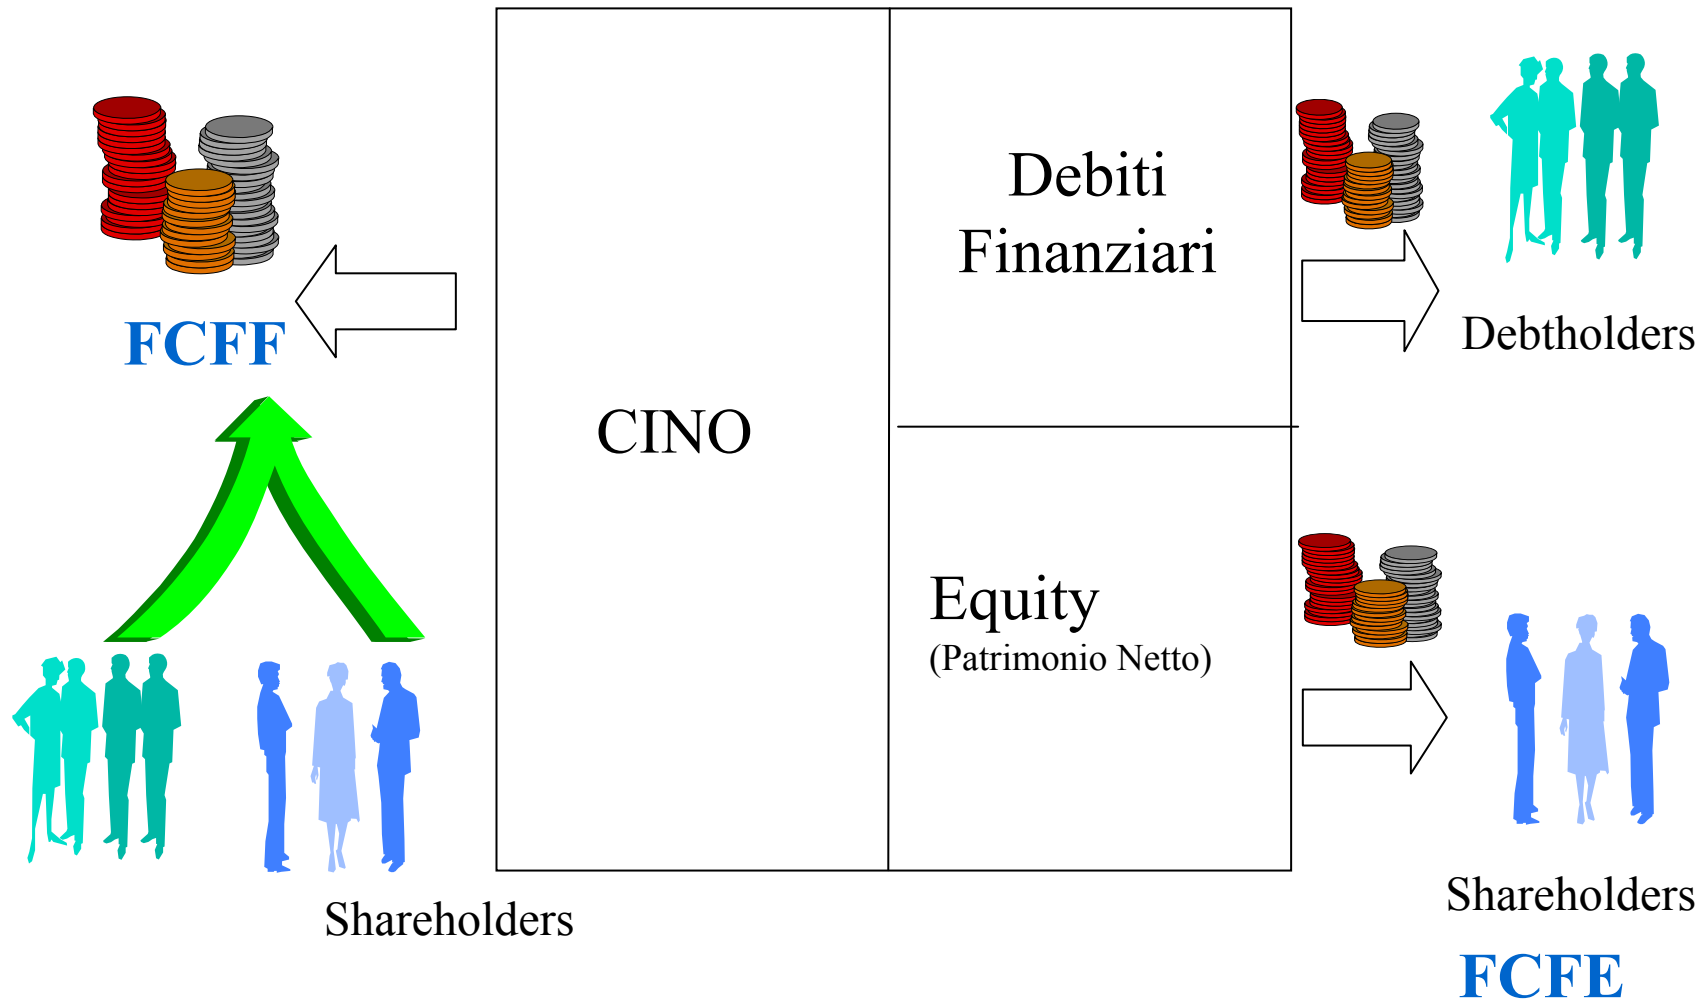 FCFF
CINO
Shareholders
Debiti
Finanziari
Equity
(Patrimonio Netto)
Debtholders
Shareholders
FCFE